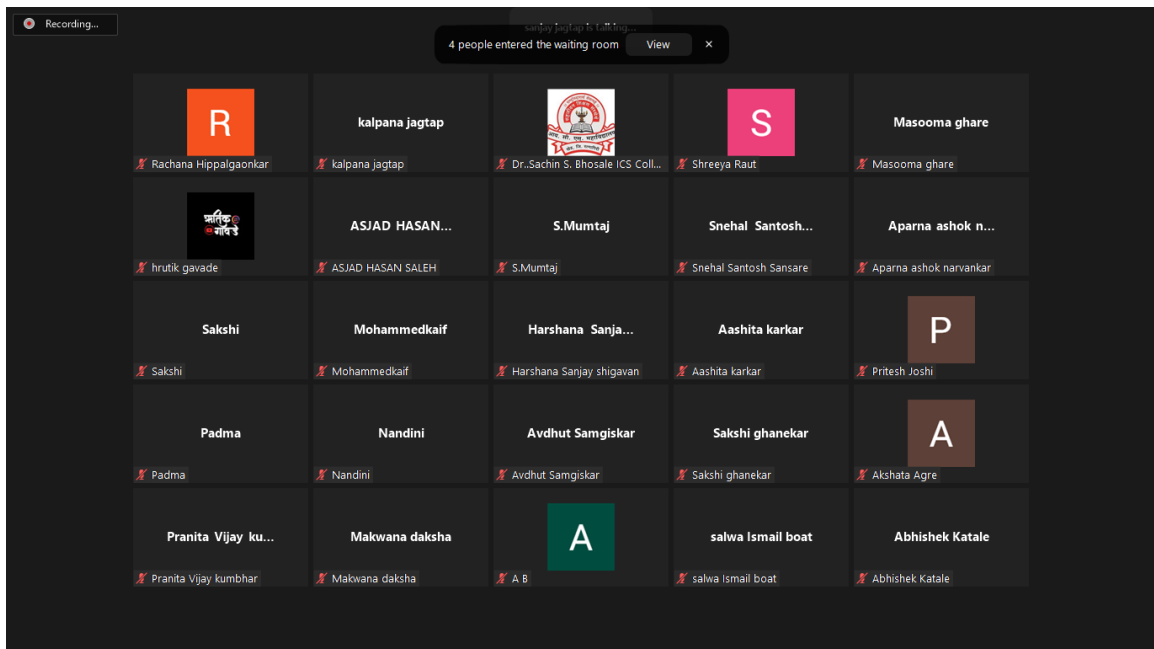 Recording...
sanjay jagtap is talking...
4 people entered the waiting room View ×
R
kalpana jagtap
S
Masooma ghare
Rachana Hippalgaonkar
kalpana jagtap
Dr..Sachin S. Bhosale ICS Coll...
Shreeya Raut
Masooma ghare
ऋतिक
गावडे
ASJAD HASAN...
S.Mumtaj
Snehal Santosh...
Aparna ashok n...
hrutik gavade
ASJAD HASAN SALEH
S.Mumtaj
Snehal Santosh Sansare
Aparna ashok narvankar
Sakshi
Mohammedkaif
Harshana Sanja...
Aashita karkar
P
Sakshi
Mohammedkaif
Harshana Sanjay shigavan
Aashita karkar
Pritesh Joshi
Padma
Nandini
Avdhut Samgiskar
Sakshi ghanekar
A
Padma
Nandini
Avdhut Samgiskar
Sakshi ghanekar
Akshata Agre
Pranita Vijay ku...
Makwana daksha
A
salwa Ismail boat
Abhishek Katale
Pranita Vijay kumbhar
Makwana daksha
A B
salwa Ismail boat
Abhishek Katale